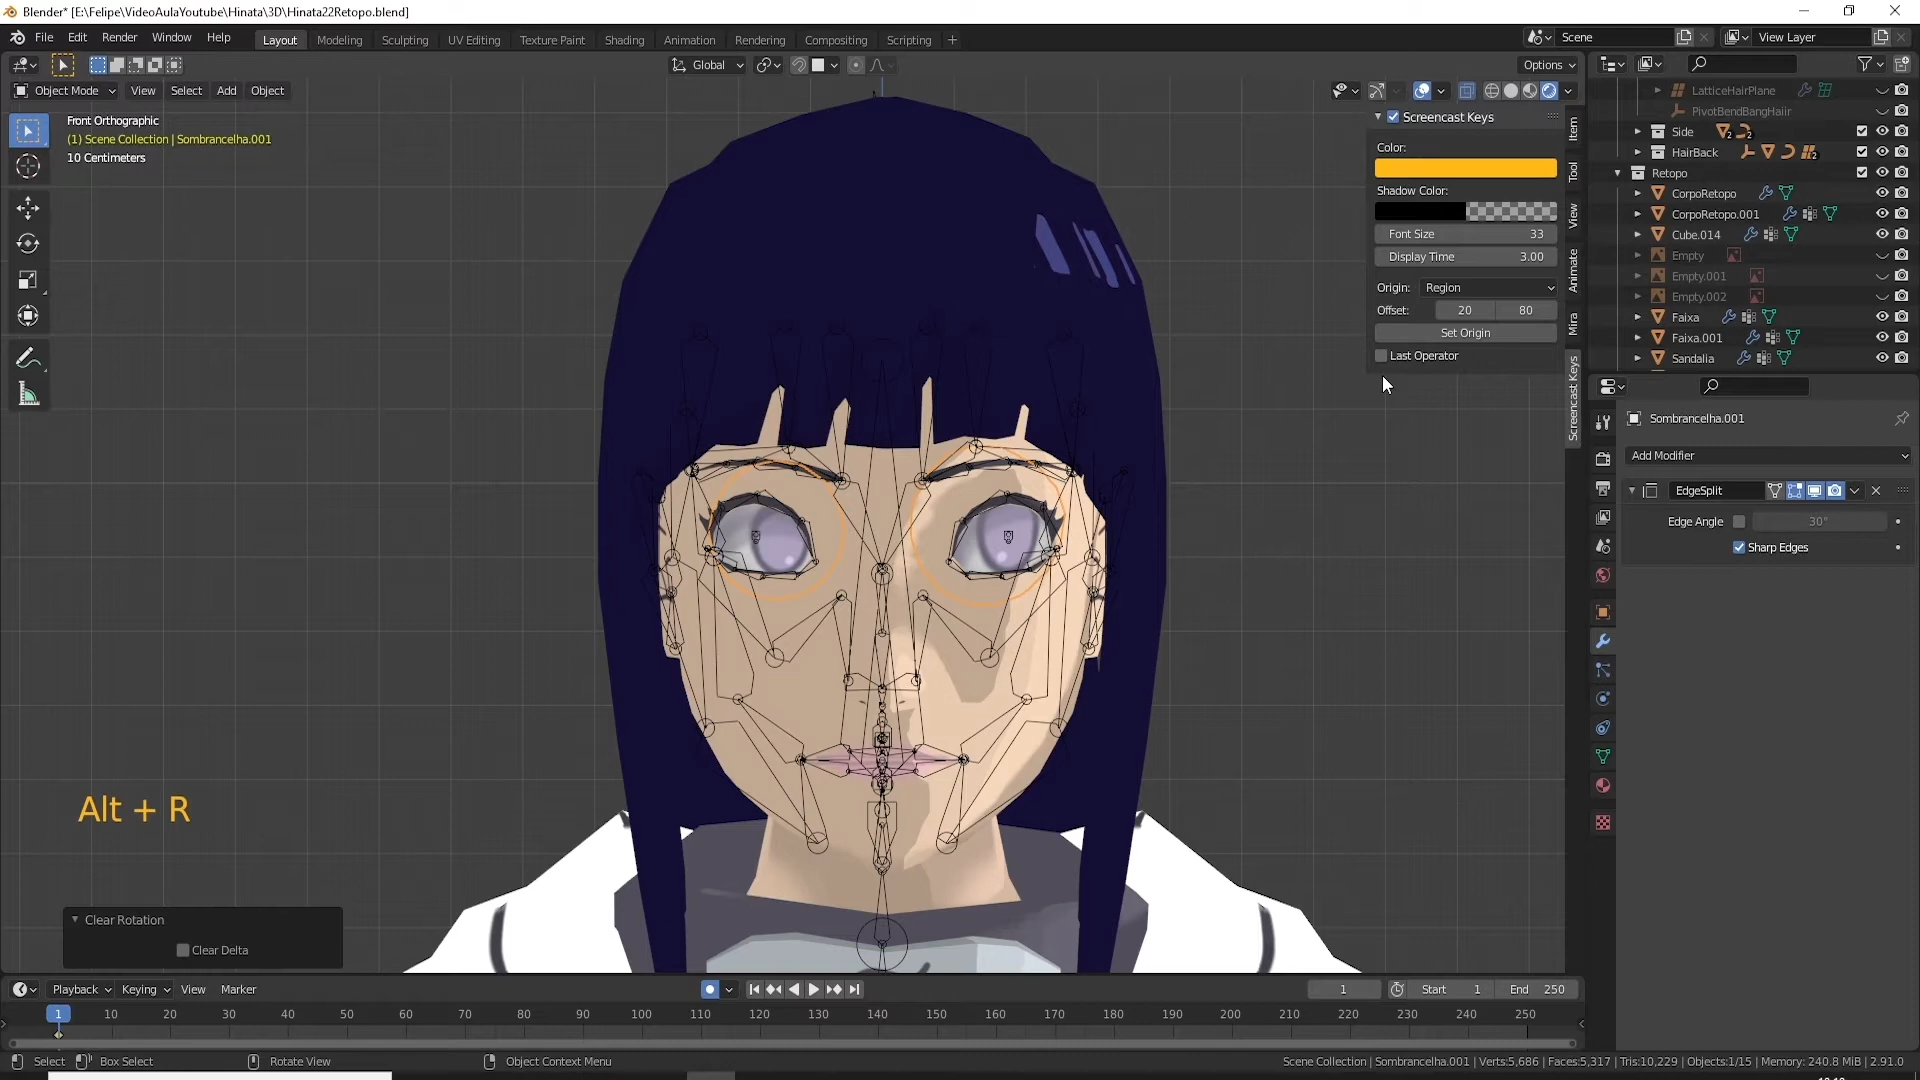 Blender* [E:\Felipe\VideoAulaYoutube\Hinata\3D\Hinata22Retopo.blend]
File Edit Render Window Help Layout Modeling Sculpting UV Editing Texture Paint Shading Animation Rendering Compositing Scripting + Scene View Layer
Global Options
Object Mode View Select Add Object
Front Orthographic
(1) Scene Collection | Sombrancelha.001
10 Centimeters
Screencast Keys
Color:
Shadow Color:
Font Size 33
Display Time 3.00
Origin: Region
Offset: 20 80
Set Origin
Last Operator
Item
Tool
View
Animate
Mira
Screencast Keys
LatticeHairPlane
PivotBendBangHaiir
Side 2 2
HairBack 2
Retopo
CorpoRetopo
CorpoRetopo.001
Cube.014
Empty
Empty.001
Empty.002
Faixa
Faixa.001
Sandalia
Sombrancelha.001
Add Modifier
EdgeSplit
Edge Angle 30°
Sharp Edges
Alt + R
Clear Rotation
Clear Delta
Playback Keying View Marker 1 Start 1 End 250
1 10 20 30 40 50 60 70 80 90 100 110 120 130 140 150 160 170 180 190 200 210 220 230 240 250
Select Box Select Rotate View Object Context Menu Scene Collection | Sombrancelha.001 | Verts:5,686 | Faces:5,317 | Tris:10,229 | Objects:1/15 | Memory: 240.8 MiB | 2.91.0